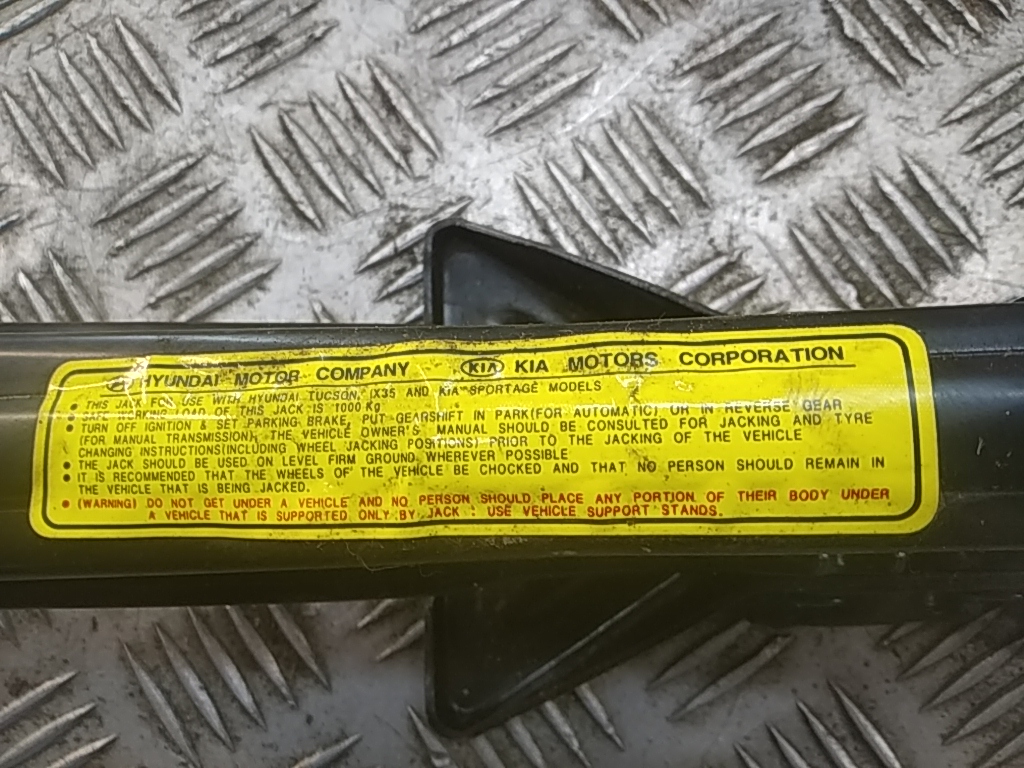 HYUNDAI MOTOR COMPANY KIA KIA MOTORS CORPORATION
• THIS JACK FOR USE WITH HYUNDAI TUCSON, IX35 AND KIA SPORTAGE MODELS
• SAFE WORKING LOAD OF THIS JACK IS 1000 Kg
• TURN OFF IGNITION & SET PARKING BRAKE, PUT GEARSHIFT IN PARK(FOR AUTOMATIC) OR IN REVERSE GEAR
(FOR MANUAL TRANSMISSION), THE VEHICLE OWNERS MANUAL SHOULD BE CONSULTED FOR JACKING AND TYRE
CHANGING INSTRUCTIONS(INCLUDING WHEEL JACKING POSTIONS) PRIOR TO THE JACKING OF THE VEHICLE
• THE JACK SHOULD BE USED ON LEVEL FIRM GROUND WHEREVER POSSIBLE
• IT IS RECOMMENDED THAT THE WHEELS OF THE VEHICLE BE CHOCKED AND THAT NO PERSON SHOULD REMAIN IN
THE VEHICLE THAT IS BEING JACKED.
• (WARNING) DO NOT GET UNDER A VEHICLE AND NO PERSON SHOULD PLACE ANY PORTION OF THEIR BODY UNDER
A VEHICLE THAT IS SUPPORTED ONLY BY JACK : USE VEHICLE SUPPORT STANDS.